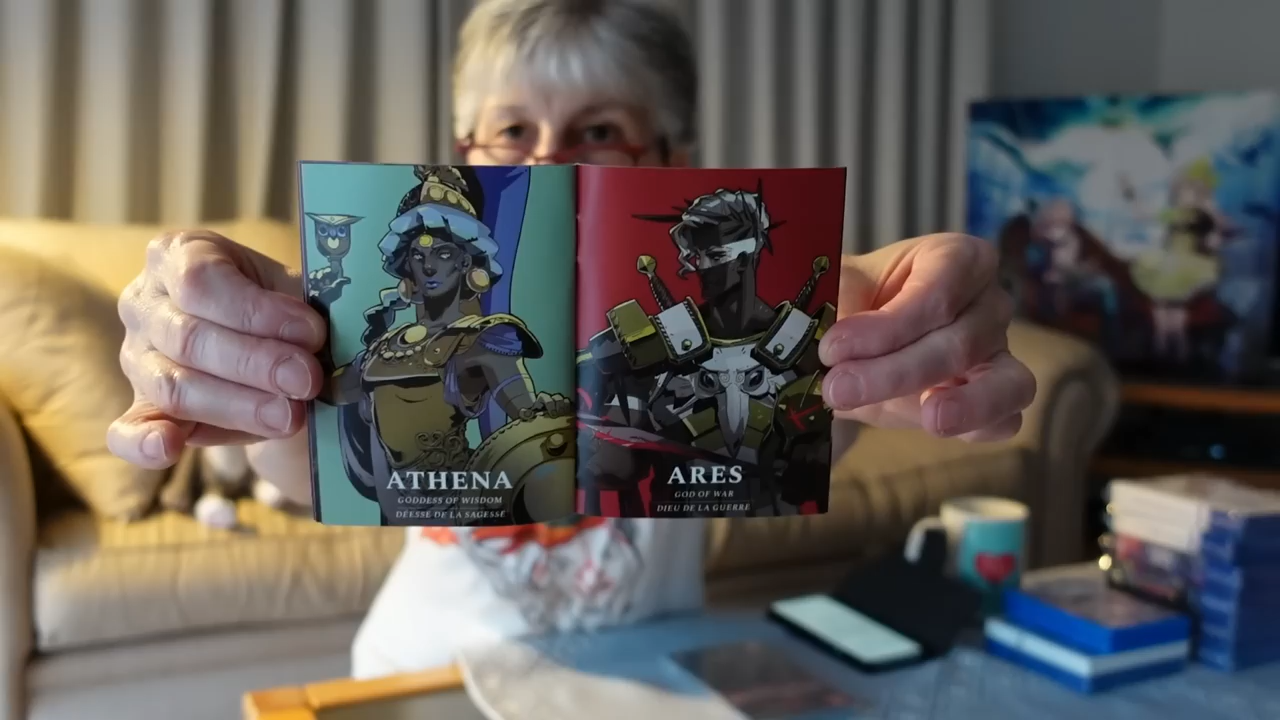 ATHENA
GODDESS OF WISDOM
DÉESSE DE LA SAGESSE
ARES
GOD OF WAR
DIEU DE LA GUERRE